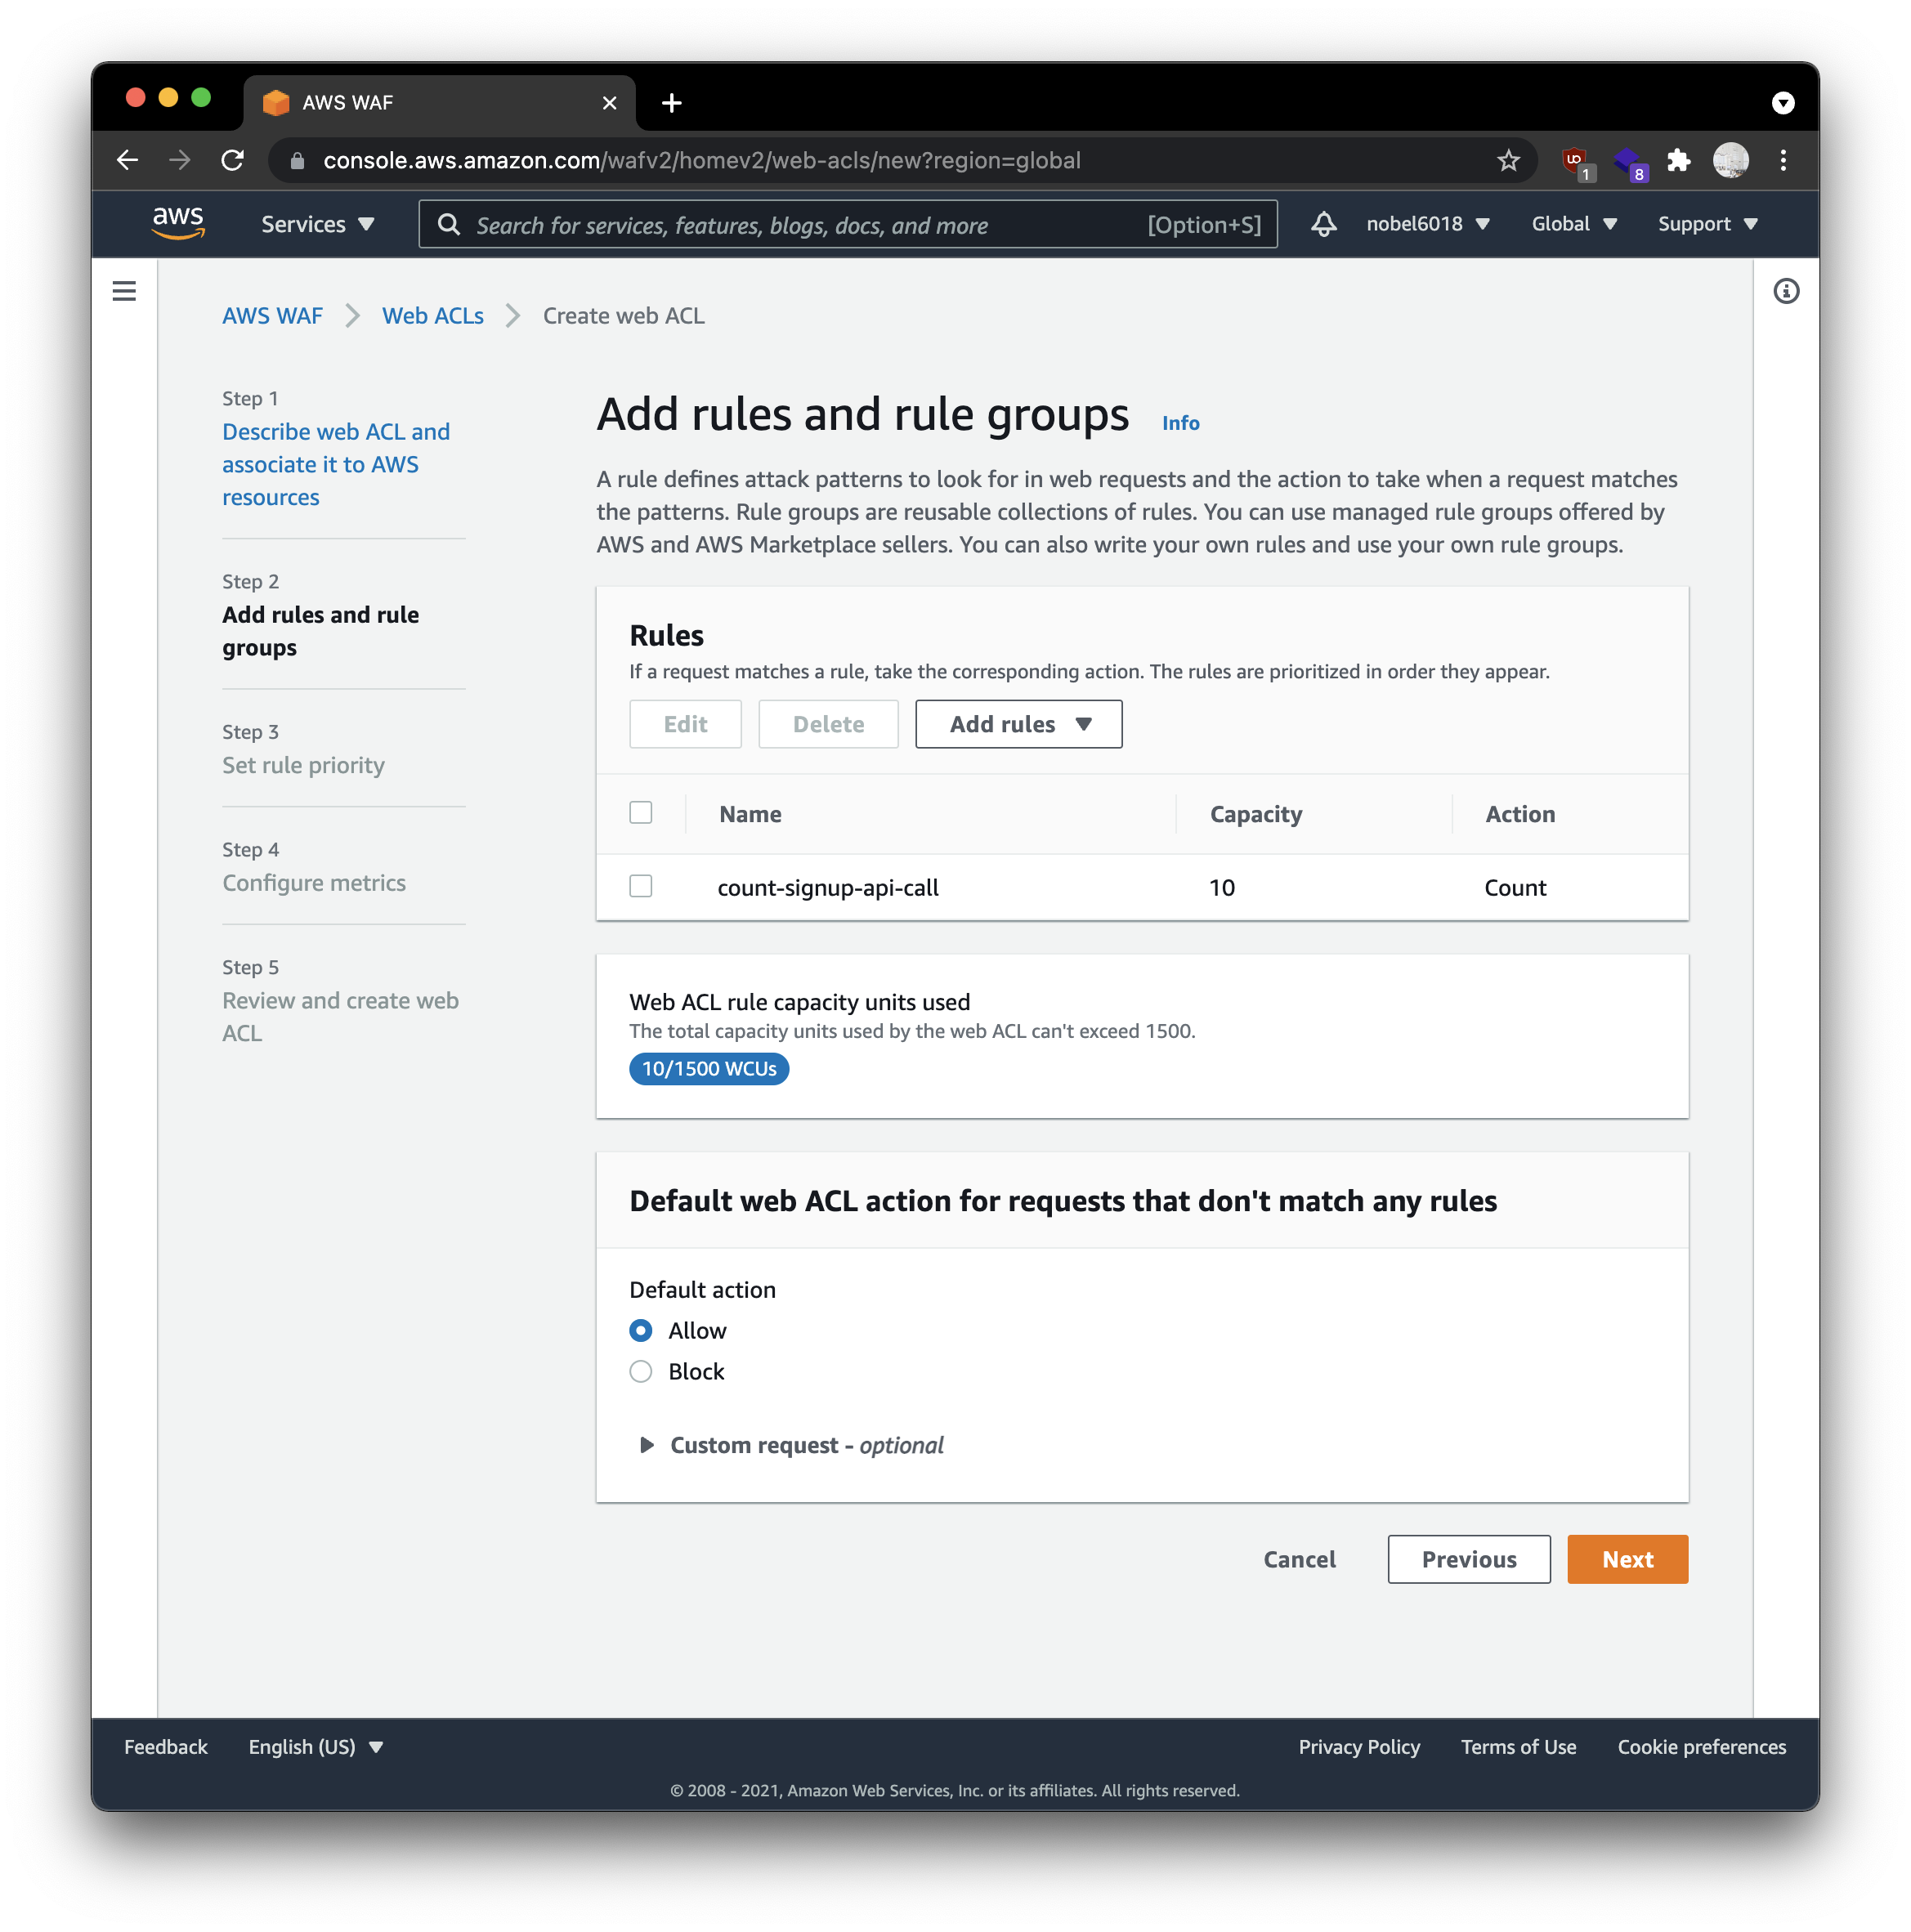 AWS WAF
console.aws.amazon.com/wafv2/homev2/web-acls/new?region=global
1
8
aws
Services
Search for services, features, blogs, docs, and more
[Option+S]
nobel6018
Global
Support
AWS WAF
Web ACLs
Create web ACL
Step 1
Describe web ACL and
associate it to AWS
resources
Step 2
Add rules and rule
groups
Step 3
Set rule priority
Step 4
Configure metrics
Step 5
Review and create web
ACL
Add rules and rule groups
Info
A rule defines attack patterns to look for in web requests and the action to take when a request matches
the patterns. Rule groups are reusable collections of rules. You can use managed rule groups offered by
AWS and AWS Marketplace sellers. You can also write your own rules and use your own rule groups.
Rules
If a request matches a rule, take the corresponding action. The rules are prioritized in order they appear.
Edit
Delete
Add rules
Name
Capacity
Action
count-signup-api-call
10
Count
Web ACL rule capacity units used
The total capacity units used by the web ACL can't exceed 1500.
10/1500 WCUs
Default web ACL action for requests that don't match any rules
Default action
Allow
Block
Custom request - optional
Cancel
Previous
Next
Feedback
English (US)
Privacy Policy
Terms of Use
Cookie preferences
© 2008 - 2021, Amazon Web Services, Inc. or its affiliates. All rights reserved.